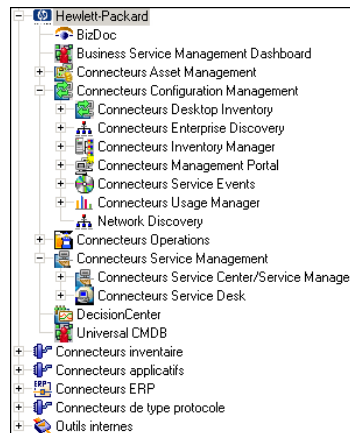 Hewlett-Packard
BizDoc
Business Service Management Dashboard
Connecteurs Asset Management
Connecteurs Configuration Management
Connecteurs Desktop Inventory
Connecteurs Enterprise Discovery
Connecteurs Inventory Manager
Connecteurs Management Portal
Connecteurs Service Events
Connecteurs Usage Manager
Network Discovery
Connecteurs Operations
Connecteurs Service Management
Connecteurs Service Center/Service Manage
Connecteurs Service Desk
DecisionCenter
Universal CMDB
Connecteurs inventaire
Connecteurs applicatifs
ERP Connecteurs ERP
Connecteurs de type protocole
Outils internes